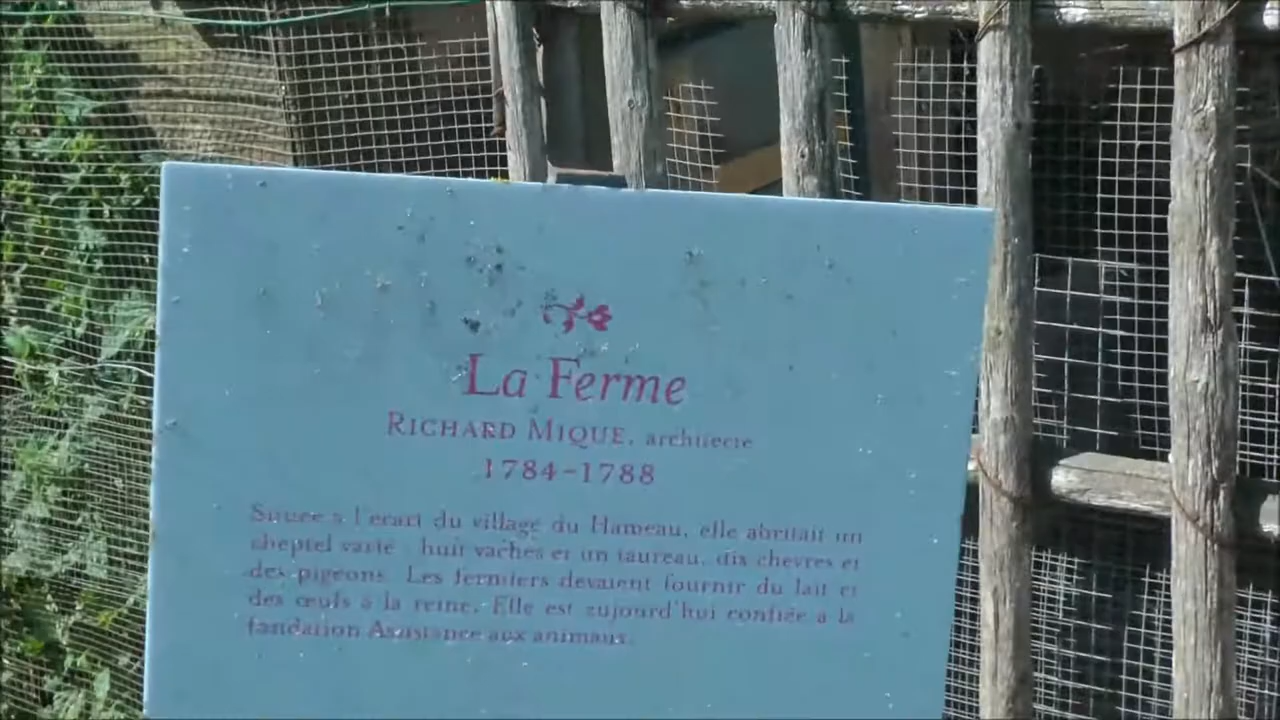 La Ferme
RICHARD MIQUE, architecte
1784-1788
Située à l'écart du village du Hameau, elle abritait un
cheptel varié : huit vaches et un taureau, dix chèvres et
des pigeons. Les fermiers devaient fournir du lait et
des œufs à la reine. Elle est aujourd'hui confiée à la
fondation Assistance aux animaux.